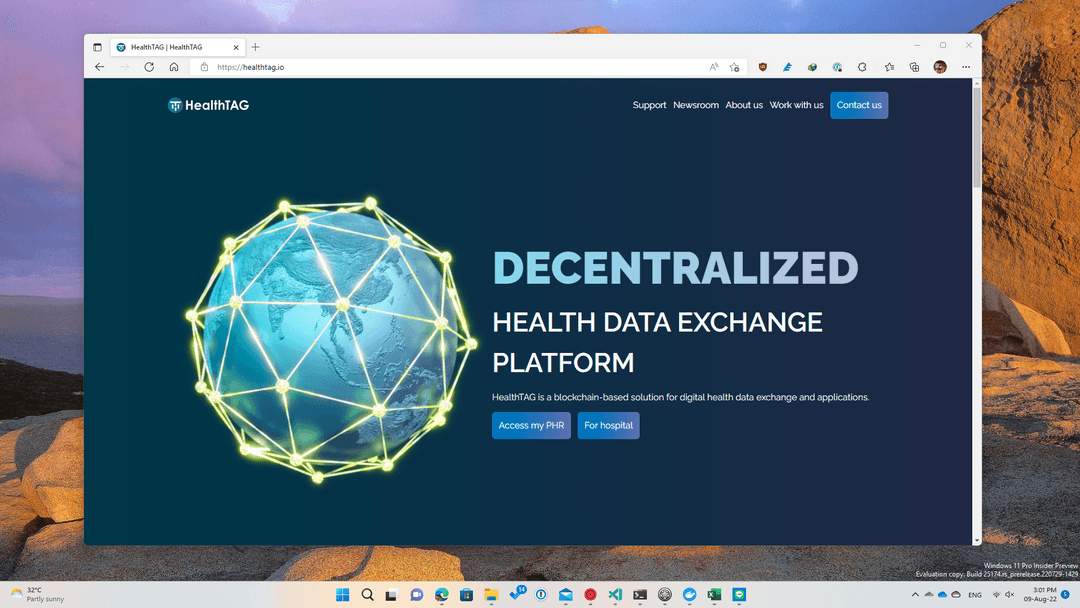 HealthTAG | HealthTAG
https://healthtag.io
HealthTAG
Support Newsroom About us Work with us Contact us
DECENTRALIZED
HEALTH DATA EXCHANGE
PLATFORM
HealthTAG is a blockchain-based solution for digital health data exchange and applications.
Access my PHR For hospital
Windows 11 Pro Insider Preview
Evaluation copy. Build 25174.rs_prerelease.220729-1429
32°C
Partly sunny
14
ENG
3:01 PM
09-Aug-22
5